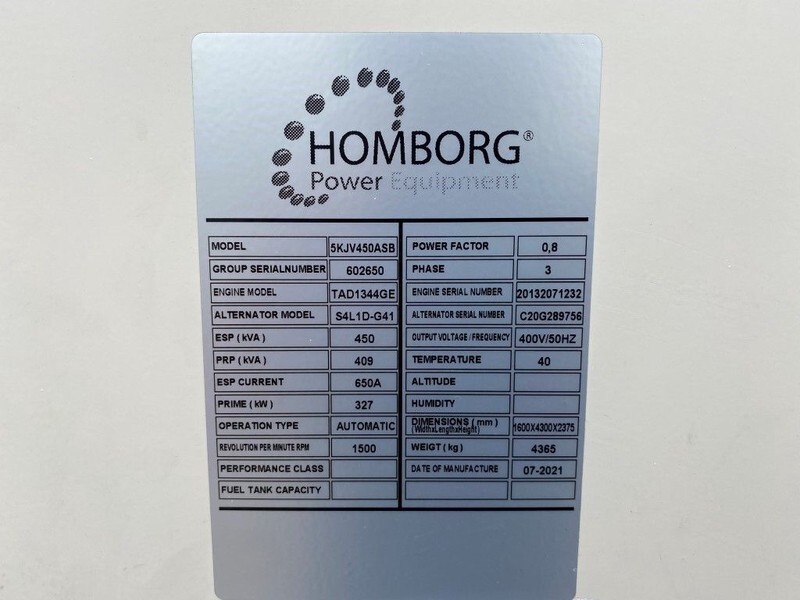 HOMBORG®
Power Equipment
MODEL 5KJV450ASB POWER FACTOR 0,8
GROUP SERIALNUMBER 602650 PHASE 3
ENGINE MODEL TAD1344GE ENGINE SERIAL NUMBER 20132071232
ALTERNATOR MODEL S4L1D-G41 ALTERNATOR SERIAL NUMBER C20G289756
ESP ( kVA ) 450 OUTPUT VOLTAGE / FREQUENCY 400V/50HZ
PRP ( kVA ) 409 TEMPERATURE 40
ESP CURRENT 650A ALTITUDE
PRIME ( kW ) 327 HUMIDITY
OPERATION TYPE AUTOMATIC DIMENSIONS ( mm ) 1600X4300X2375
(WidthxLengthxHeight)
REVOLUTION PER MINUTE RPM 1500 WEIGT ( kg ) 4365
PERFORMANCE CLASS DATE OF MANUFACTURE 07-2021
FUEL TANK CAPACITY